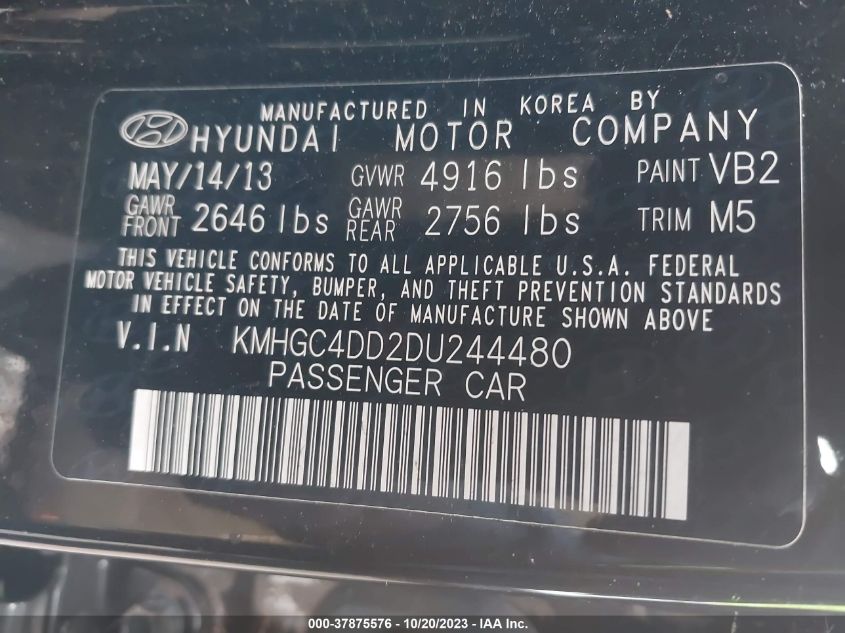 MANUFACTURED IN KOREA BY
HYUNDAI MOTOR COMPANY
MAY/14/13 GVWR 4916 lbs PAINT VB2
GAWR FRONT 2646 lbs GAWR REAR 2756 lbs TRIM M5
THIS VEHICLE CONFORMS TO ALL APPLICABLE U.S.A. FEDERAL
MOTOR VEHICLE SAFETY, BUMPER, AND THEFT PREVENTION STANDARDS
IN EFFECT ON THE DATE OF MANUFACTURE SHOWN ABOVE
V.I.N KMHGC4DD2DU244480
PASSENGER CAR
000-37875576 - 10/20/2023 - IAA Inc.